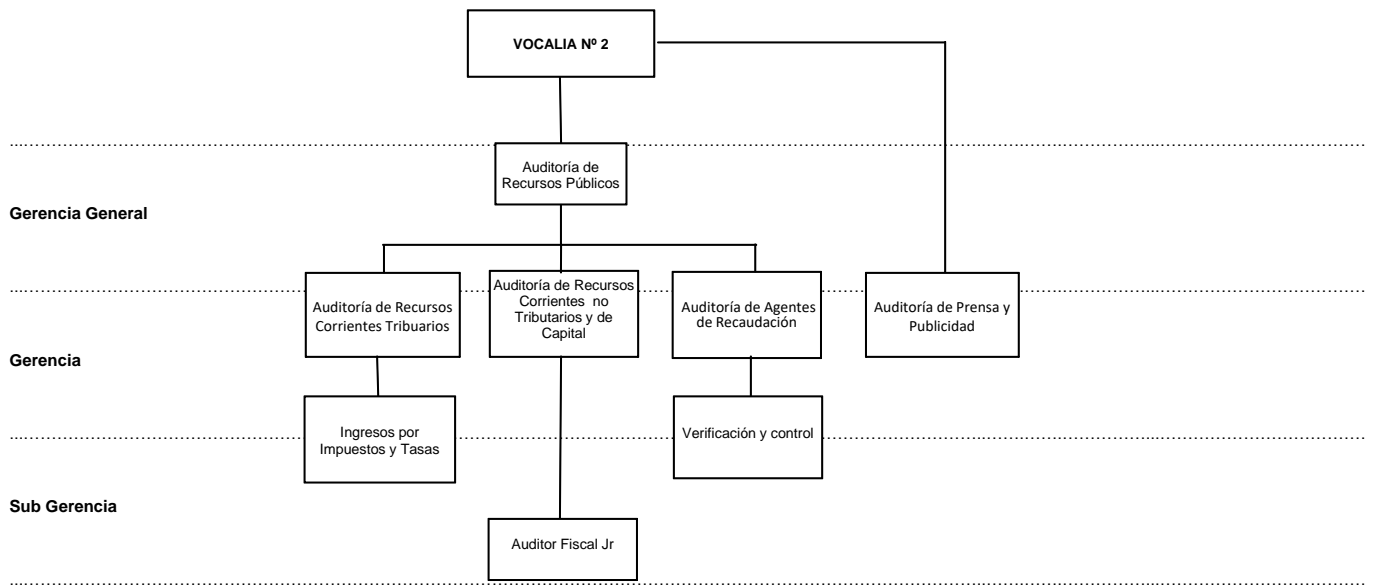 VOCALIA Nº 2
Auditoría de
Recursos Públicos
Gerencia General
Auditoría de Recursos
Corrientes Tribuarios
Auditoría de Recursos
Corrientes no
Tributarios y de
Capital
Auditoría de Agentes
de Recaudación
Auditoría de Prensa y
Publicidad
Gerencia
Ingresos por
Impuestos y Tasas
Verificación y control
Sub Gerencia
Auditor Fiscal Jr